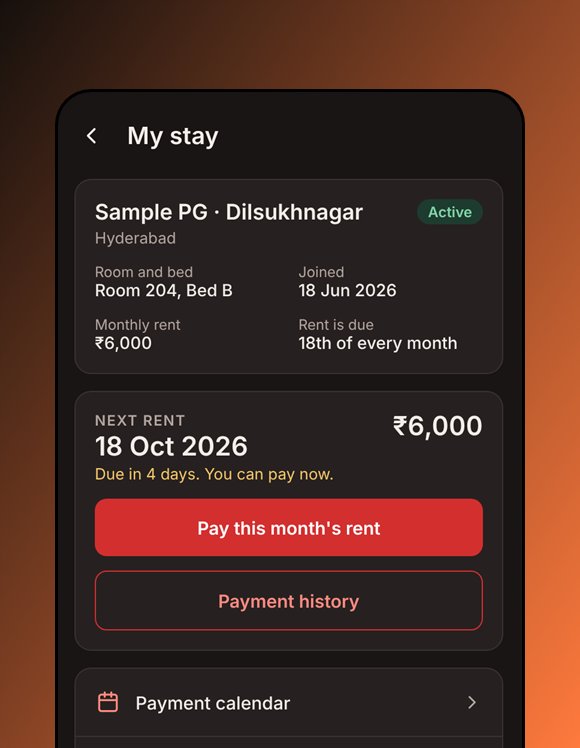 My stay
Sample PG · Dilsukhnagar
Active
Hyderabad
Room and bed
Room 204, Bed B
Joined
18 Jun 2026
Monthly rent
₹6,000
Rent is due
18th of every month
NEXT RENT
18 Oct 2026
₹6,000
Due in 4 days. You can pay now.
Pay this month's rent
Payment history
Payment calendar